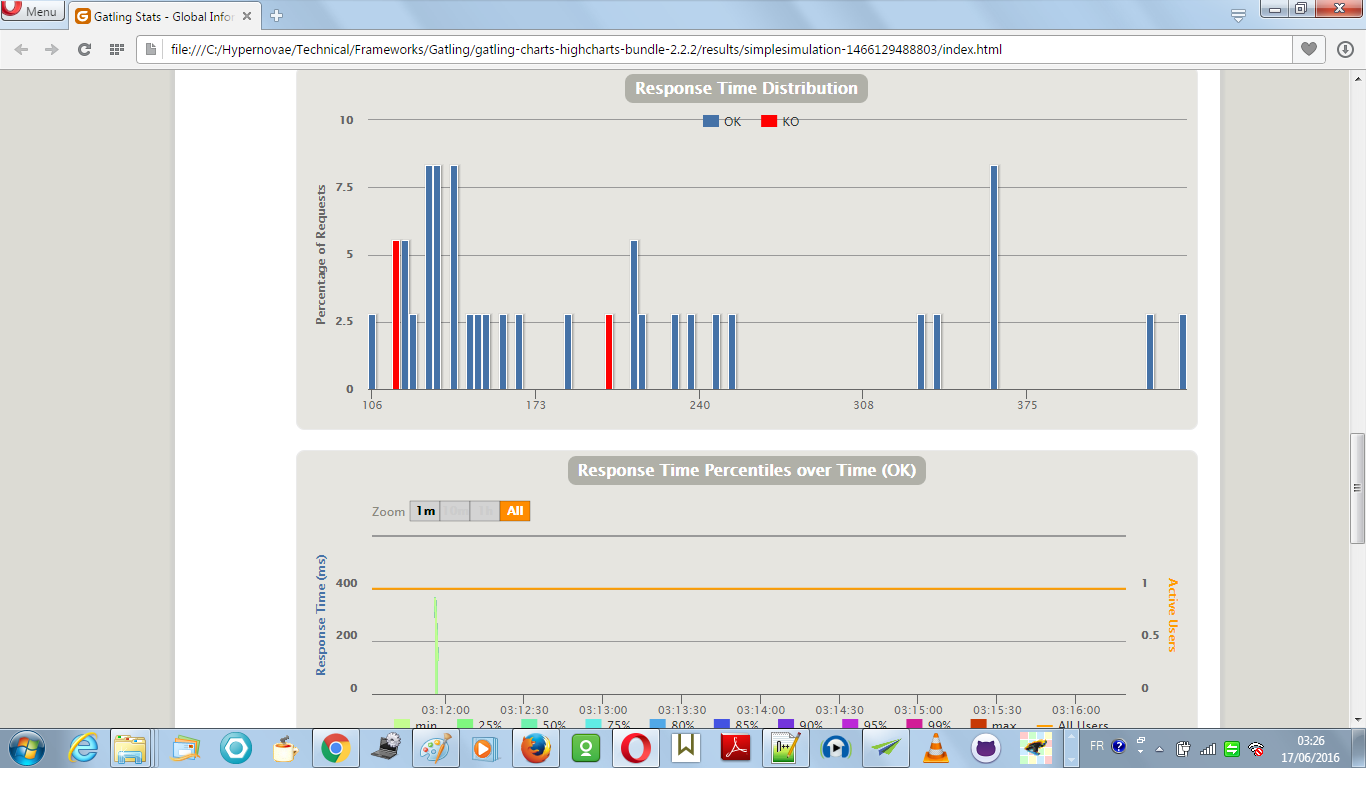 Menu
Gatling Stats - Global Infor
file:///C:/Hypernovae/Technical/Frameworks/Gatling/gatling-charts-highcharts-bundle-2.2.2/results/simplesimulation-1466129488803/index.html
Response Time Distribution
OK KO
Percentage of Requests
10
7.5
5
2.5
0
106 173 240 308 375
Response Time Percentiles over Time (OK)
Zoom 1m All
Response Time (ms)
400
200
0
Active Users
1
0.5
0
03:12:00 03:12:30 03:13:00 03:13:30 03:14:00 03:14:30 03:15:00 03:15:30 03:16:00
min 25% 50% 75% 80% 85% 90% 95% 99% max All Users
FR
03:26
17/06/2016